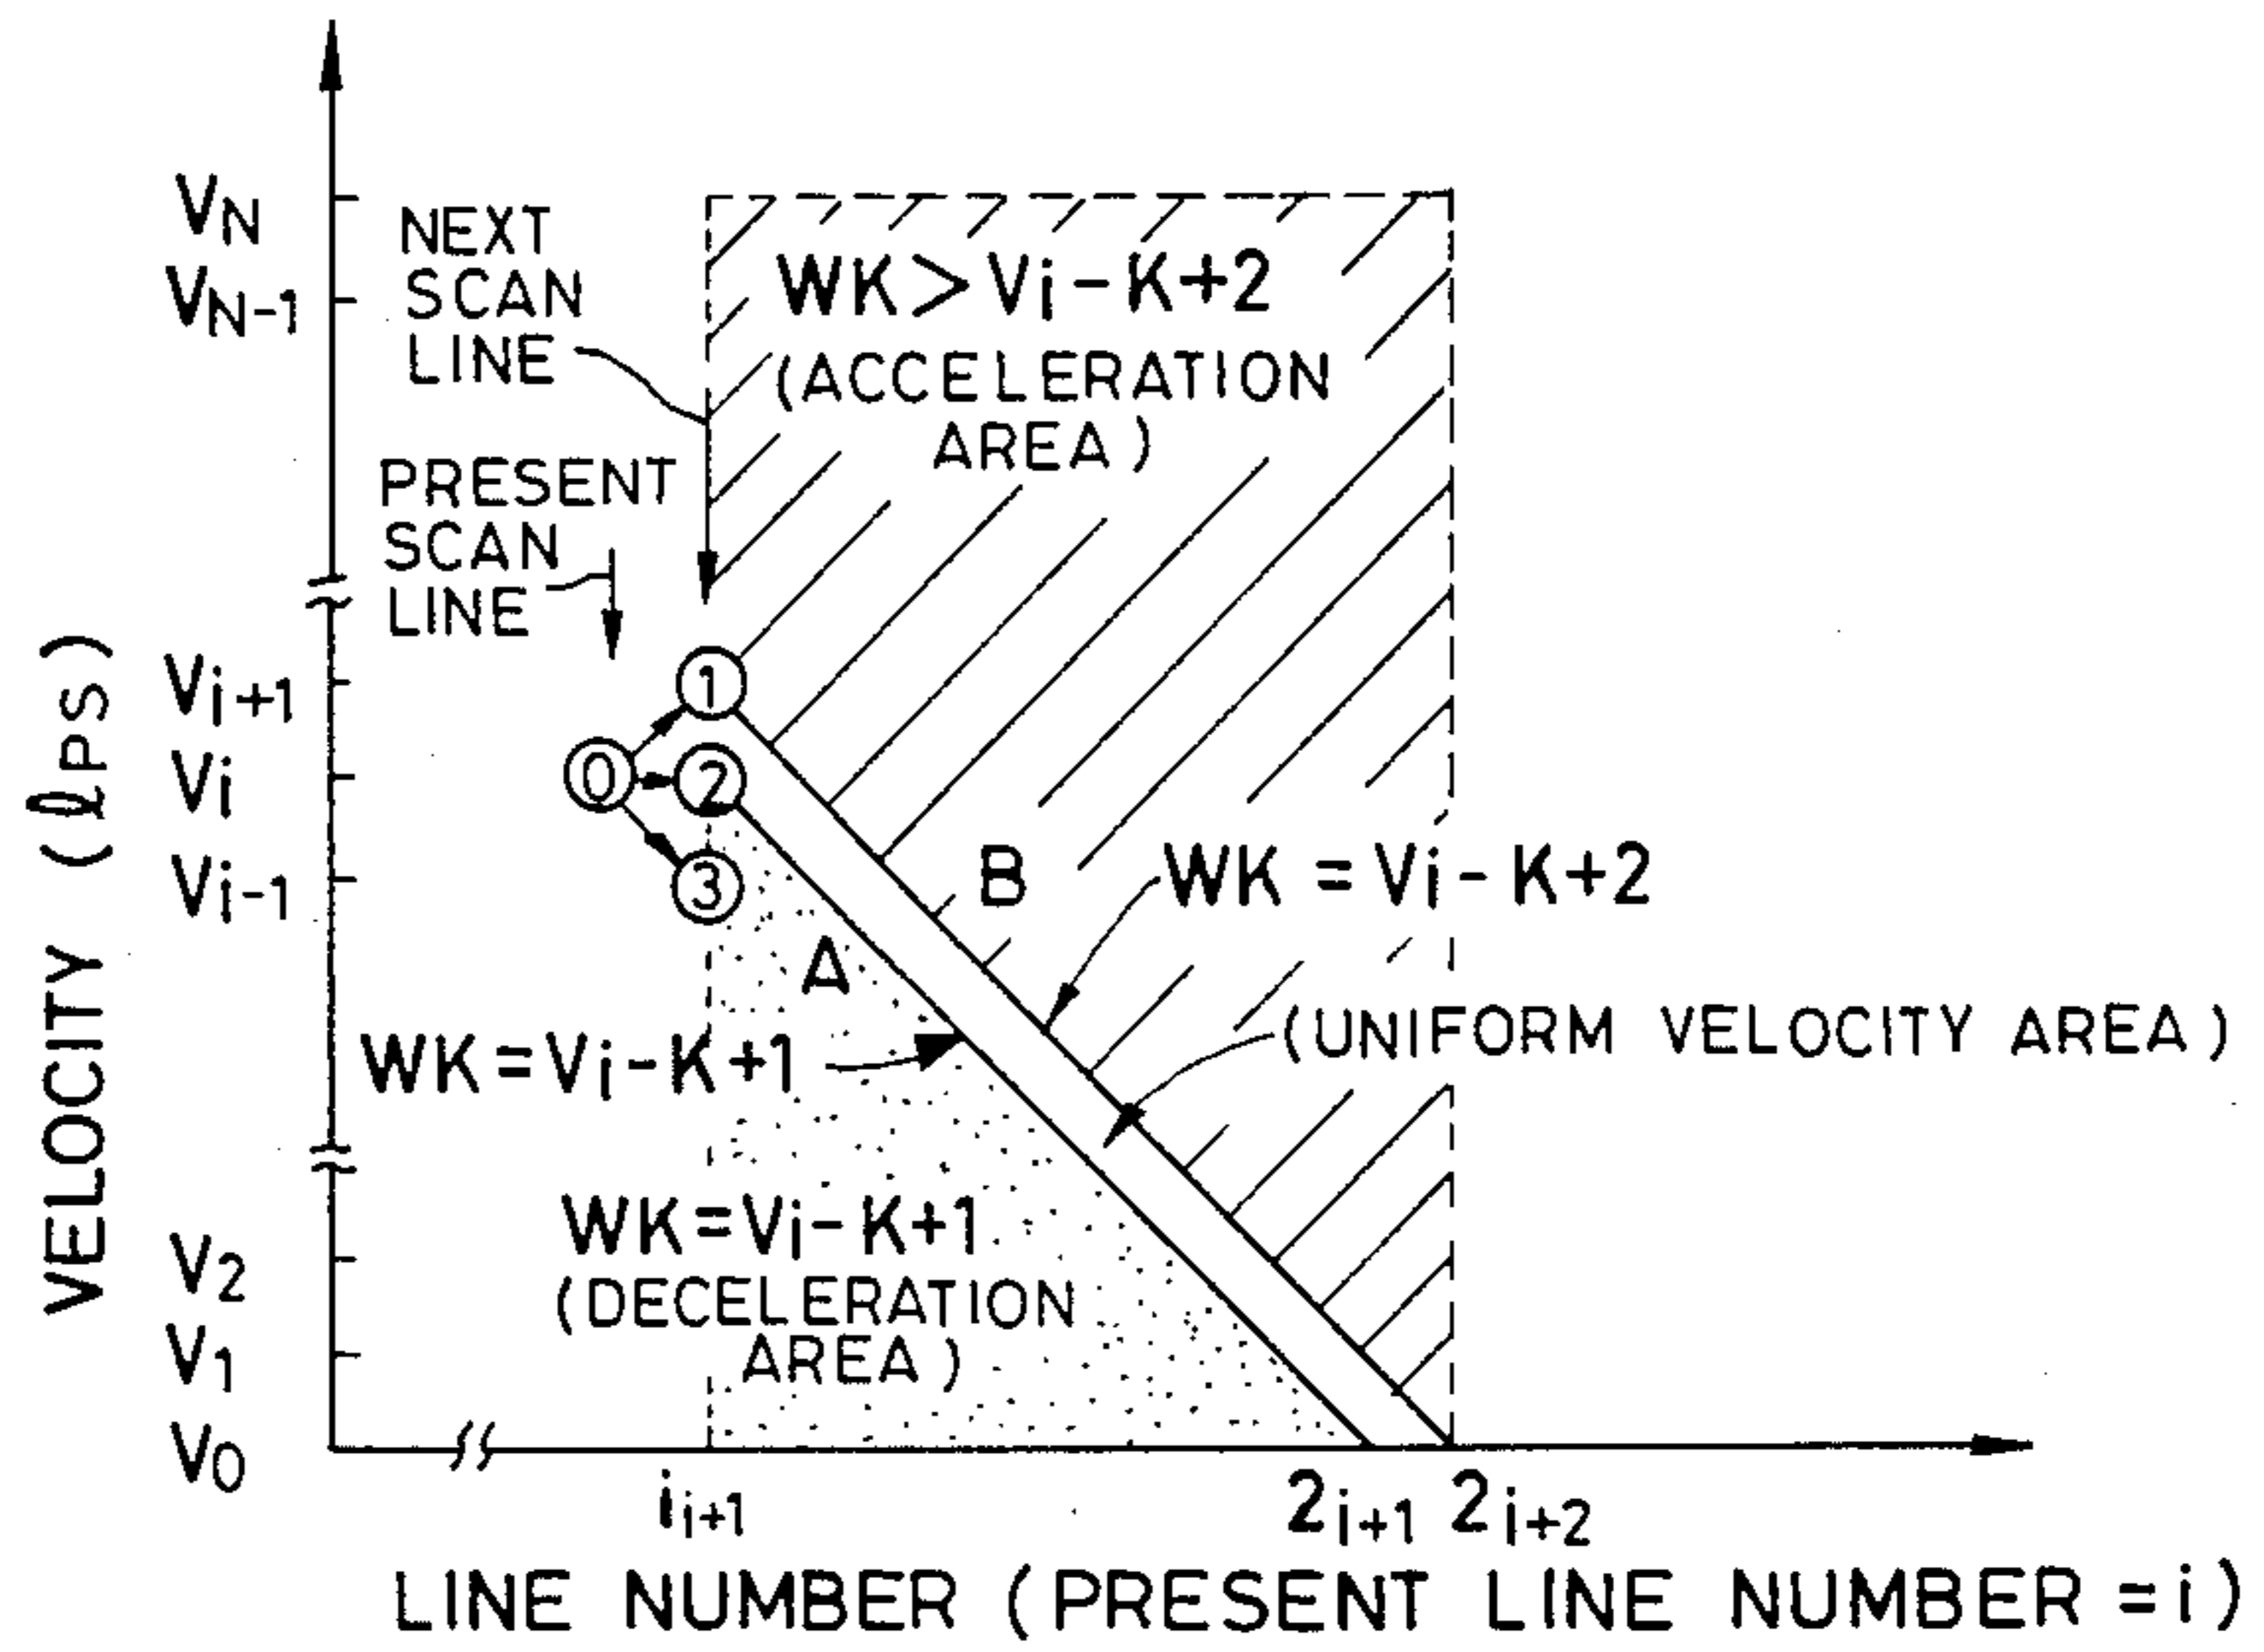 VN
VN-1
NEXT
SCAN
LINE
WK > Vi - K + 2
(ACCELERATION
AREA)
PRESENT
SCAN
LINE
Vi+1
Vi
Vi-1
1
0
2
3
B
WK = Vi - K + 2
A
(UNIFORM VELOCITY AREA)
WK = Vi - K + 1
WK = Vi - K + 1
(DECELERATION
AREA)
V2
V1
V0
VELOCITY (ℓPS)
ii+1
2i+1
2i+2
LINE NUMBER (PRESENT LINE NUMBER = i)